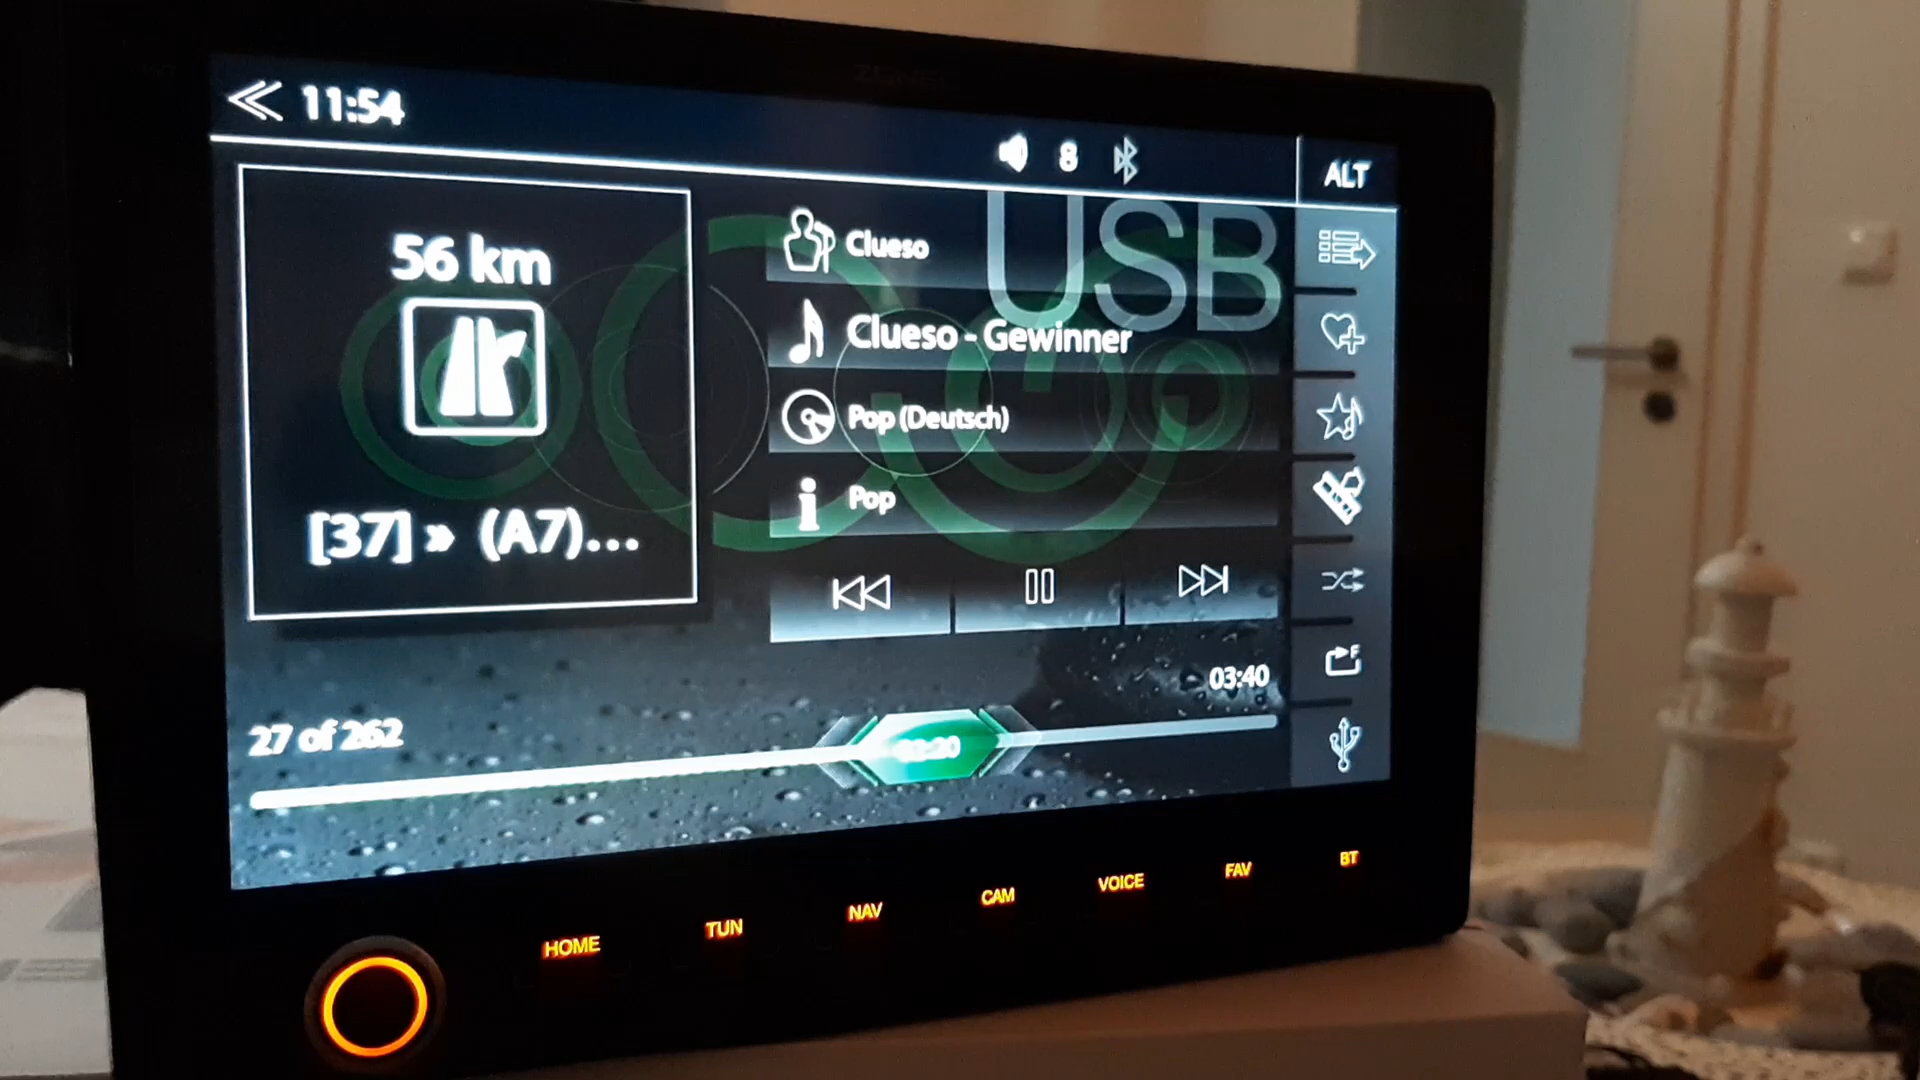 11:54
8
ALT
56 km
[37] » (A7)...
USB
Clueso
Clueso - Gewinner
Pop (Deutsch)
Pop
03:40
27 of 262
HOME
TUN
NAV
CAM
VOICE
FAV
BT